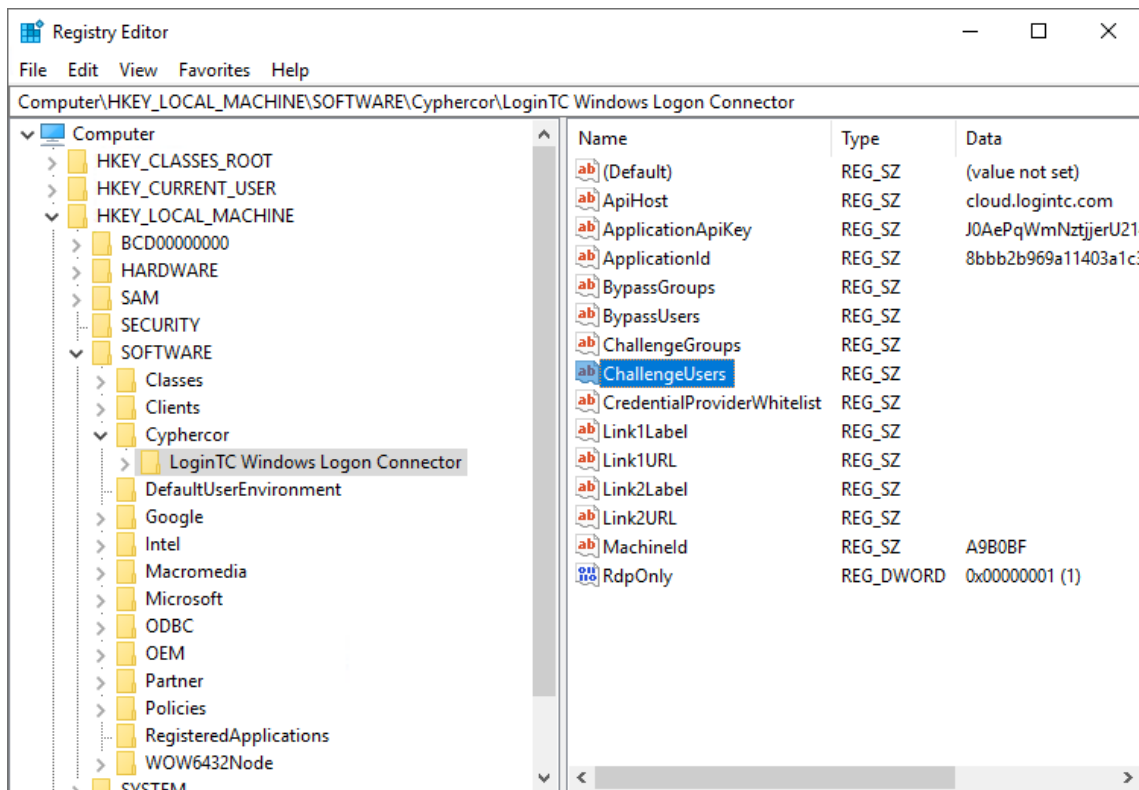 Registry Editor
File Edit View Favorites Help
Computer\HKEY_LOCAL_MACHINE\SOFTWARE\Cyphercor\LoginTC Windows Logon Connector
Computer
HKEY_CLASSES_ROOT
HKEY_CURRENT_USER
HKEY_LOCAL_MACHINE
BCD00000000
HARDWARE
SAM
SECURITY
SOFTWARE
Classes
Clients
Cyphercor
LoginTC Windows Logon Connector
DefaultUserEnvironment
Google
Intel
Macromedia
Microsoft
ODBC
OEM
Partner
Policies
RegisteredApplications
WOW6432Node
SYSTEM
Name Type Data
(Default) REG_SZ (value not set)
ApiHost REG_SZ cloud.logintc.com
ApplicationApiKey REG_SZ J0AePqWmNztjjerU21
ApplicationId REG_SZ 8bbb2b969a11403a1c3
BypassGroups REG_SZ
BypassUsers REG_SZ
ChallengeGroups REG_SZ
ChallengeUsers REG_SZ
CredentialProviderWhitelist REG_SZ
Link1Label REG_SZ
Link1URL REG_SZ
Link2Label REG_SZ
Link2URL REG_SZ
MachineId REG_SZ A9B0BF
RdpOnly REG_DWORD 0x00000001 (1)